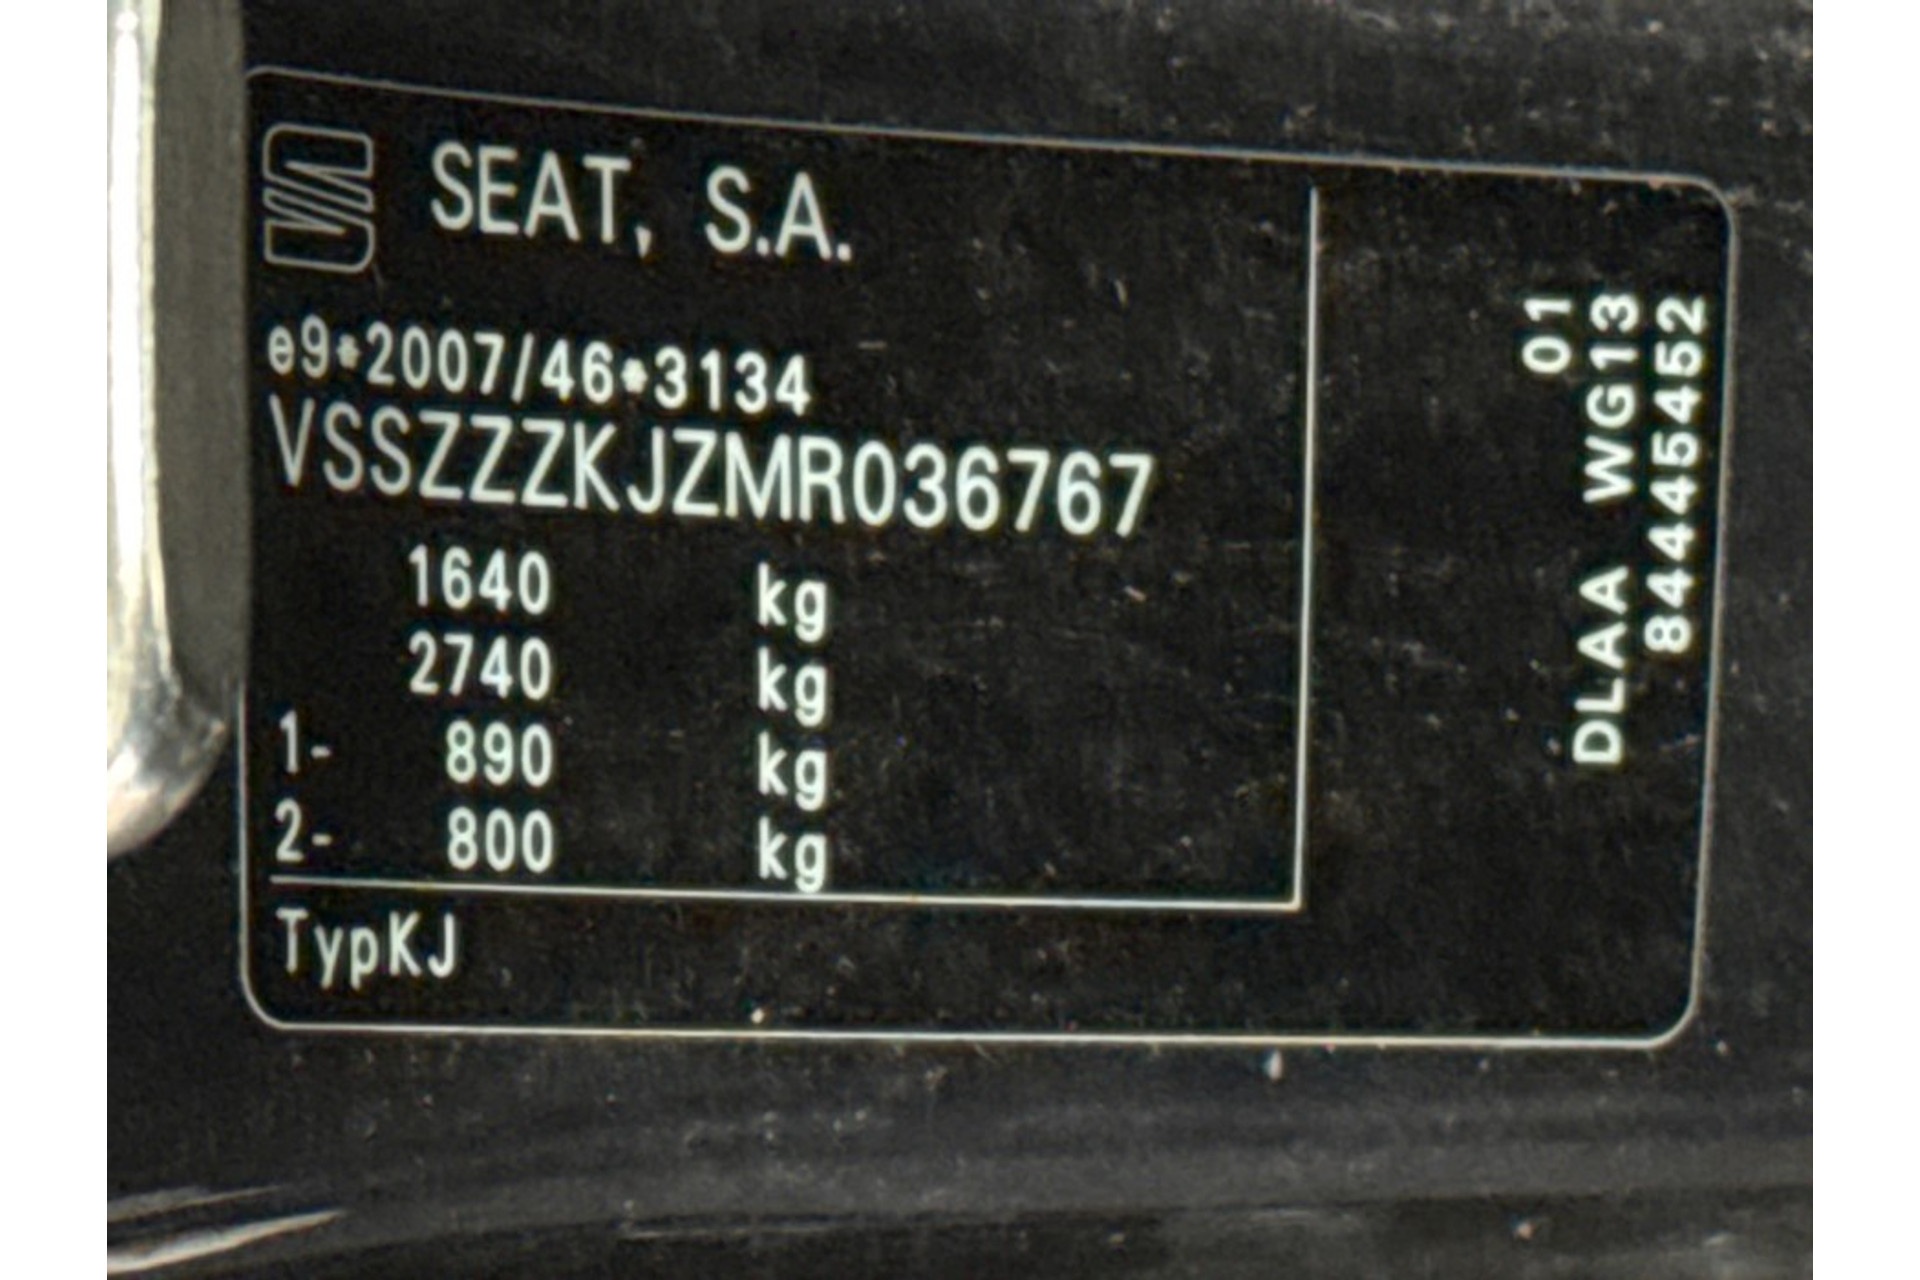 SEAT, S.A.
e9*2007/46*3134
VSSZZZKJZMR036767
1640 kg
2740 kg
1- 890 kg
2- 800 kg
TypKJ
01
DLAA WG13
84445452